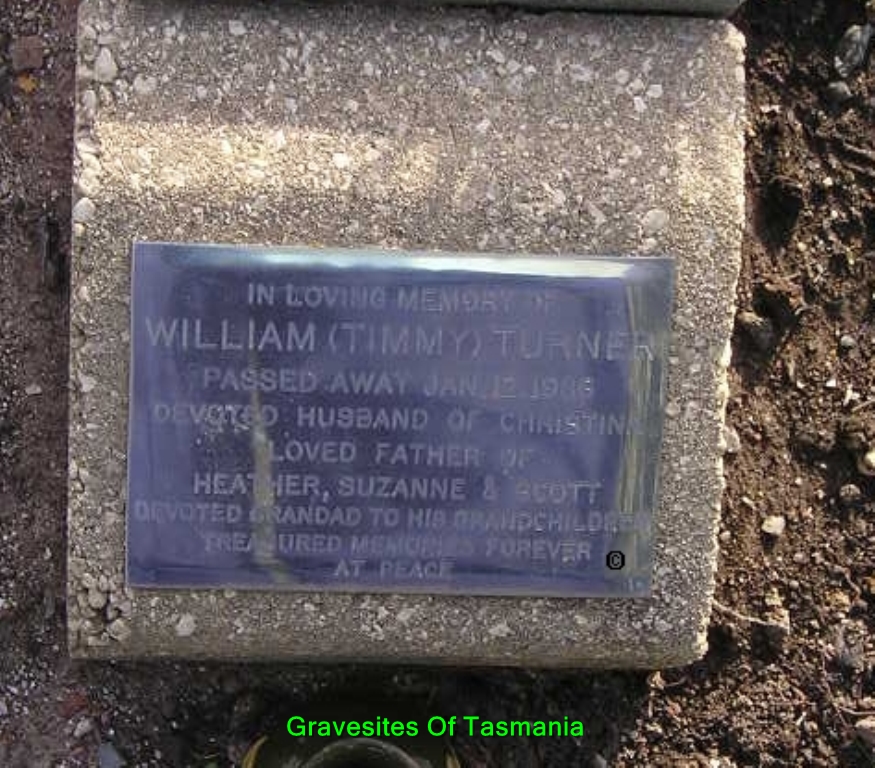 IN LOVING MEMORY OF
WILLIAM (TIMMY) TURNER
PASSED AWAY JAN.
DEVOTED HUSBAND OF CHRISTINA
LOVED FATHER OF
HEATHER, SUZANNE & SCOTT
DEVOTED GRANDAD TO HIS GRANDCHILDREN
TREASURED MEMORIES FOREVER
©
AT PEACE
Gravesites Of Tasmania